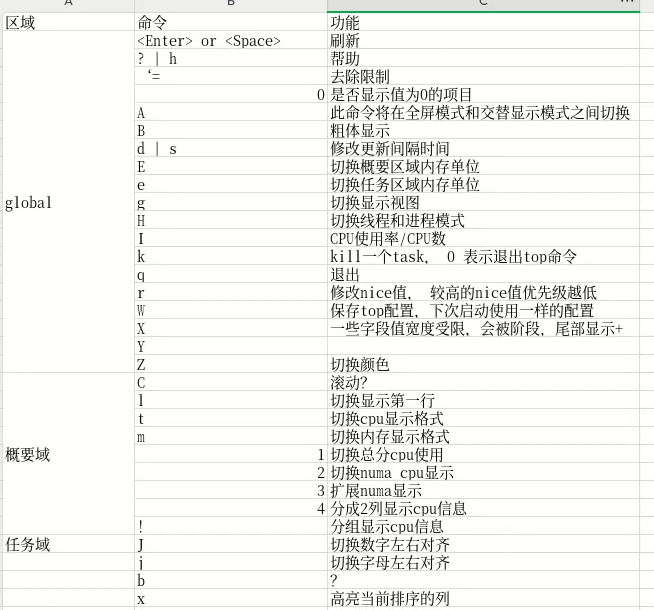 A B C ...
区域 命令 功能
<Enter> or <Space> 刷新
? | h 帮助
‘= 去除限制
0 是否显示值为0的项目
A 此命令将在全屏模式和交替显示模式之间切换
B 粗体显示
d | s 修改更新间隔时间
E 切换概要区域内存单位
e 切换任务区域内存单位
global g 切换显示视图
H 切换线程和进程模式
I CPU使用率/CPU数
k kill一个task, 0 表示退出top命令
q 退出
r 修改nice值, 较高的nice值优先级越低
W 保存top配置,下次启动使用一样的配置
X 一些字段值宽度受限,会被阶段,尾部显示+
Y
Z 切换颜色
C 滚动?
l 切换显示第一行
t 切换cpu显示格式
m 切换内存显示格式
概要域 1 切换总分cpu使用
2 切换numa cpu显示
3 扩展numa显示
4 分成2列显示cpu信息
! 分组显示cpu信息
任务域 J 切换数字左右对齐
j 切换字母左右对齐
b ?
x 高亮当前排序的列